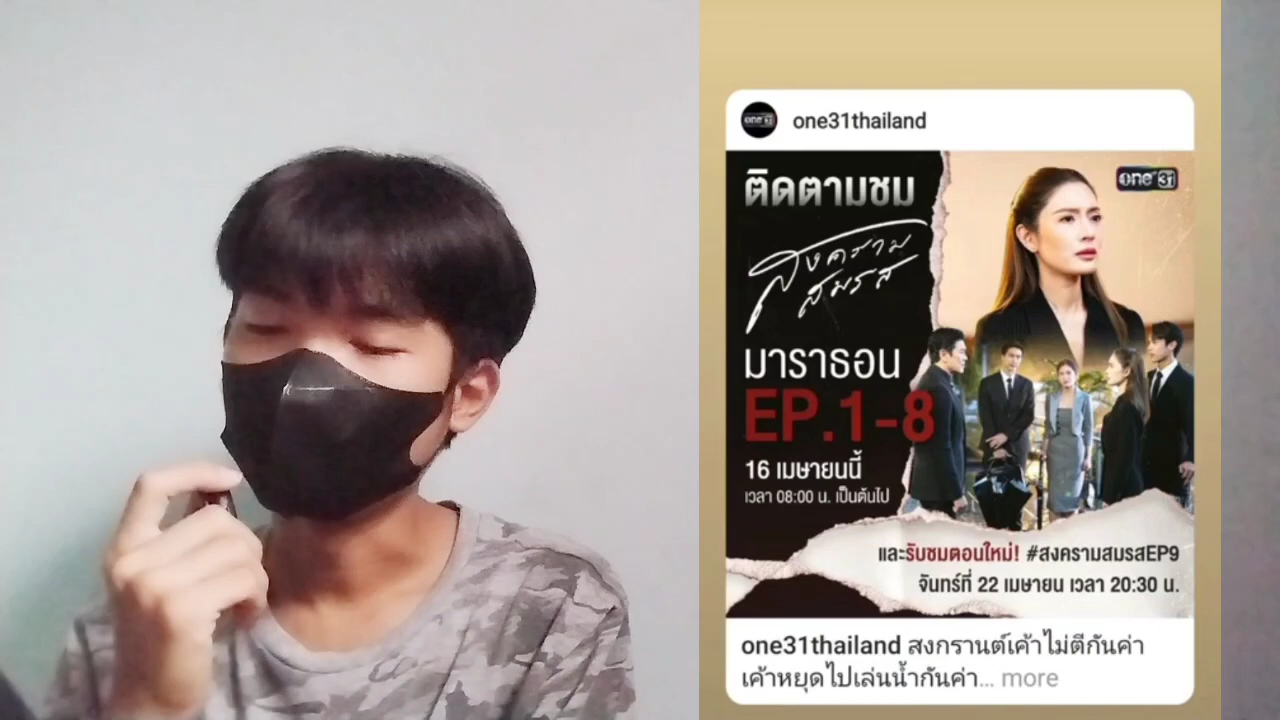 one31thailand
one31
ติดตามชม
สงคราม
สมรส
มาราธอน
EP.1-8
16 เมษายนนี้
เวลา 08:00 น. เป็นต้นไป
และรับชมตอนใหม่! #สงครามสมรสEP9
จันทร์ที่ 22 เมษายน เวลา 20:30 น.
one31thailand สงกรานต์เค้าไม่ตีกันค่า
เค้าหยุดไปเล่นน้ำกันค่า... more